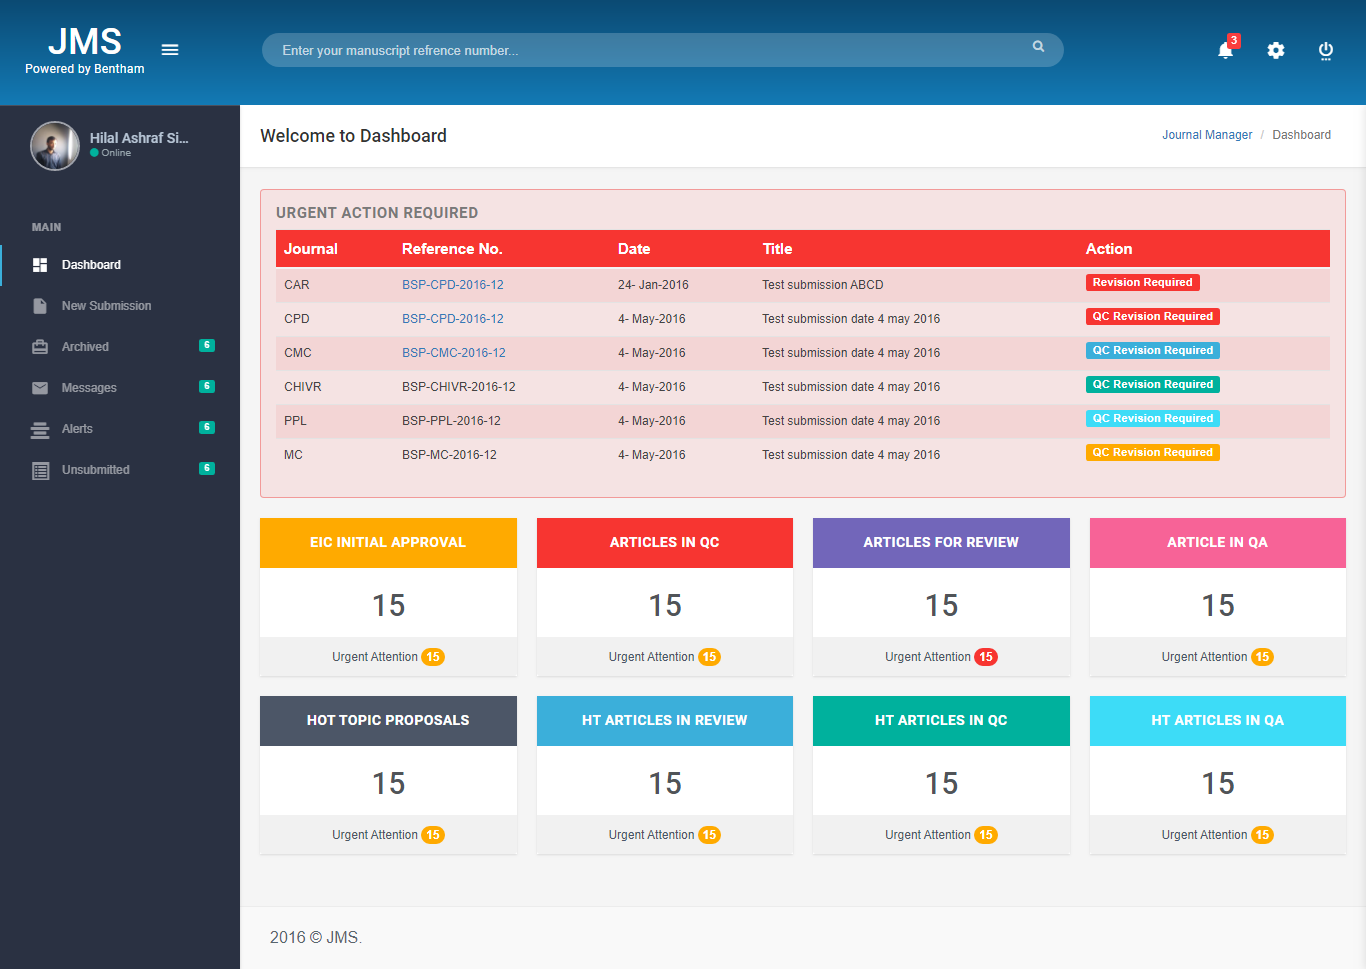 JMS
Powered by Bentham
Enter your manuscript refrence number...
3
Hilal Ashraf Si...
Online
MAIN
Dashboard
New Submission
Archived 6
Messages 6
Alerts 6
Unsubmitted 6
Welcome to Dashboard
Journal Manager / Dashboard
URGENT ACTION REQUIRED
Journal Reference No. Date Title Action
CAR BSP-CPD-2016-12 24- Jan-2016 Test submission ABCD Revision Required
CPD BSP-CPD-2016-12 4- May-2016 Test submission date 4 may 2016 QC Revision Required
CMC BSP-CMC-2016-12 4- May-2016 Test submission date 4 may 2016 QC Revision Required
CHIVR BSP-CHIVR-2016-12 4- May-2016 Test submission date 4 may 2016 QC Revision Required
PPL BSP-PPL-2016-12 4- May-2016 Test submission date 4 may 2016 QC Revision Required
MC BSP-MC-2016-12 4- May-2016 Test submission date 4 may 2016 QC Revision Required
EIC INITIAL APPROVAL
15
Urgent Attention 15
ARTICLES IN QC
15
Urgent Attention 15
ARTICLES FOR REVIEW
15
Urgent Attention 15
ARTICLE IN QA
15
Urgent Attention 15
HOT TOPIC PROPOSALS
15
Urgent Attention 15
HT ARTICLES IN REVIEW
15
Urgent Attention 15
HT ARTICLES IN QC
15
Urgent Attention 15
HT ARTICLES IN QA
15
Urgent Attention 15
2016 © JMS.